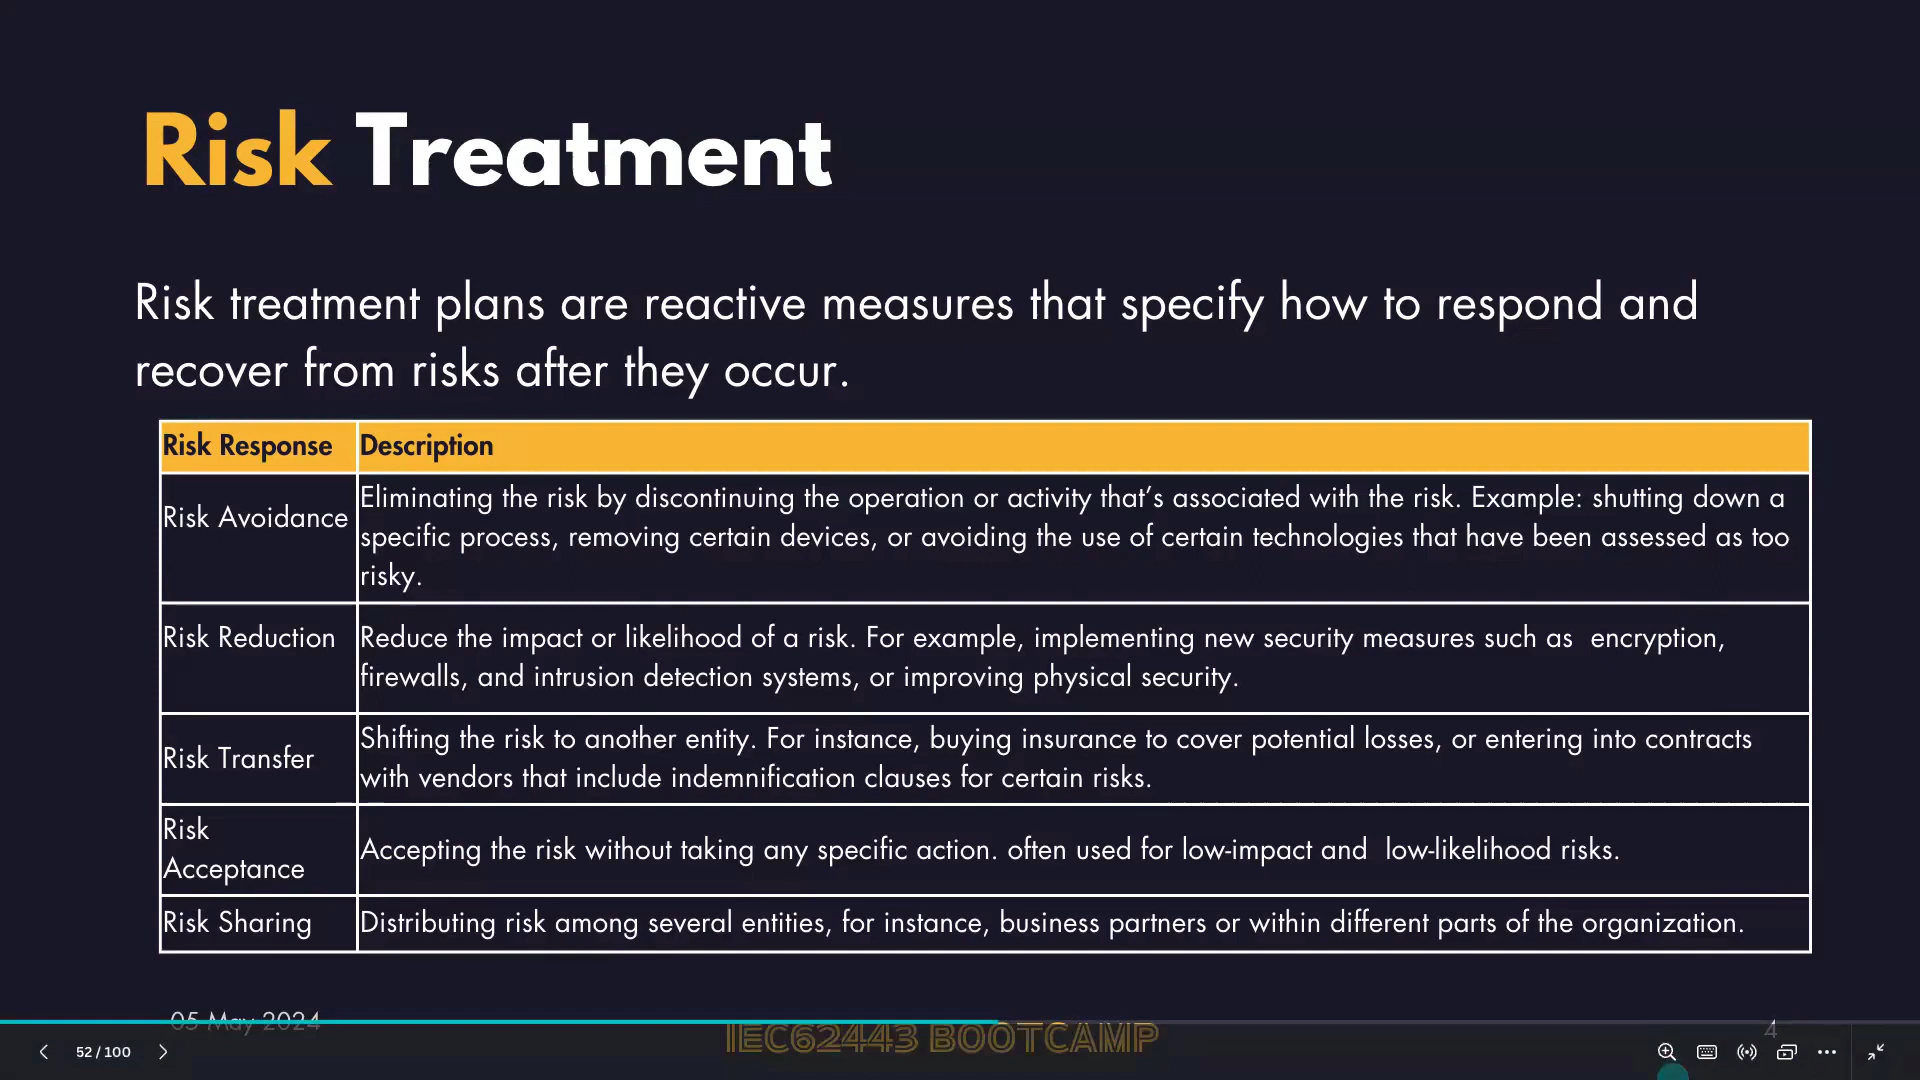 Risk Treatment
Risk treatment plans are reactive measures that specify how to respond and
recover from risks after they occur.
Risk Response Description
Risk Avoidance
Eliminating the risk by discontinuing the operation or activity that’s associated with the risk. Example: shutting down a
specific process, removing certain devices, or avoiding the use of certain technologies that have been assessed as too
risky.
Risk Reduction
Reduce the impact or likelihood of a risk. For example, implementing new security measures such as  encryption,
firewalls, and intrusion detection systems, or improving physical security.
Risk Transfer
Shifting the risk to another entity. For instance, buying insurance to cover potential losses, or entering into contracts
with vendors that include indemnification clauses for certain risks.
Risk
Acceptance
Accepting the risk without taking any specific action. often used for low-impact and  low-likelihood risks.
Risk Sharing
Distributing risk among several entities, for instance, business partners or within different parts of the organization.
05 May 2024
IEC62443 BOOTCAMP
4
52 / 100